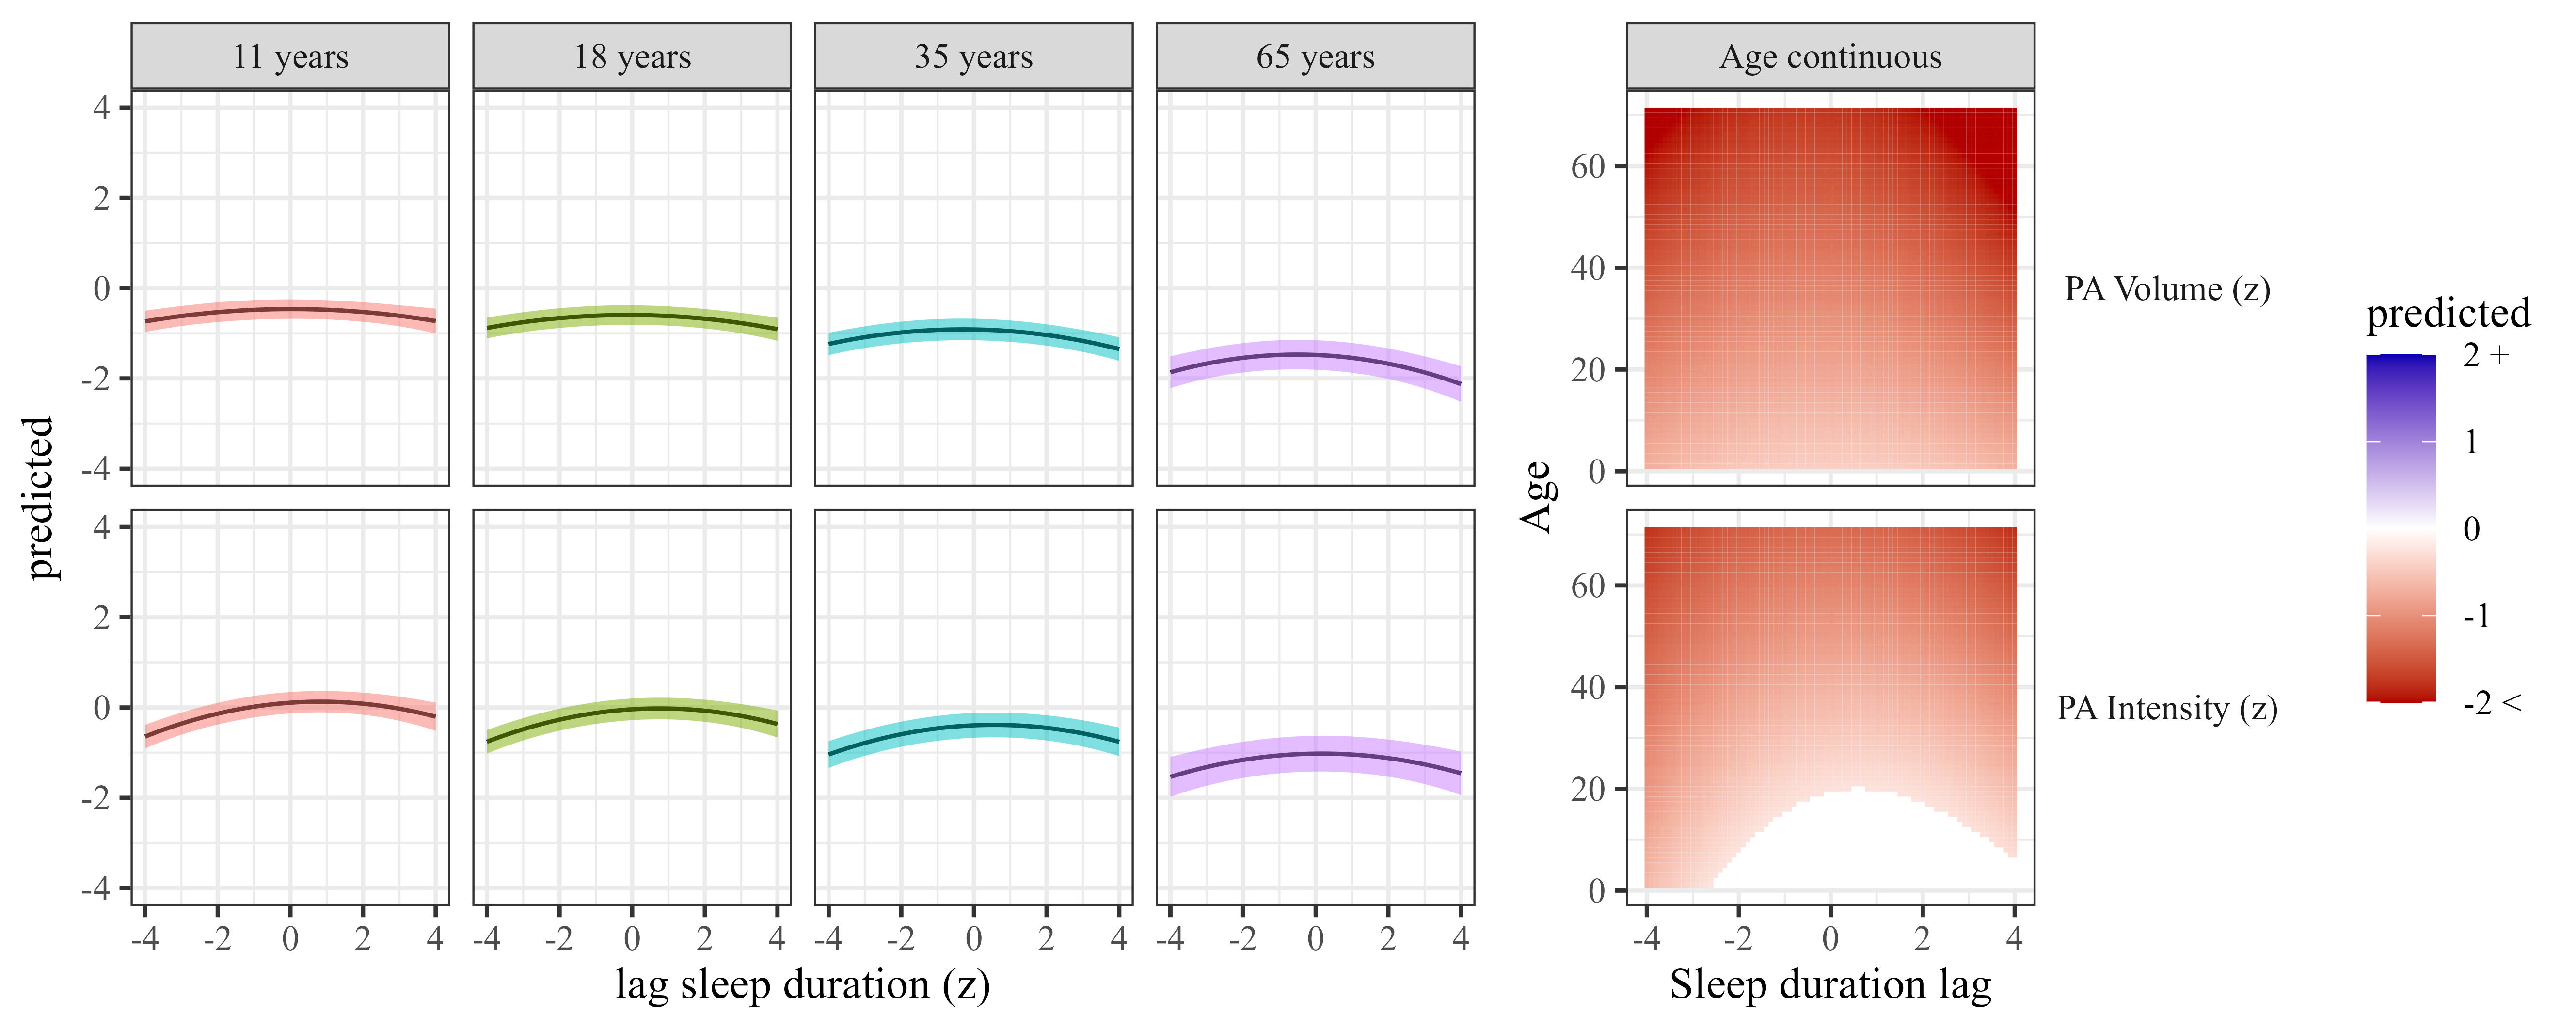 11 years
18 years
35 years
65 years
Age continuous
4
2
0
-2
-4
60
40
20
0
PA Volume (z)
predicted
2 +
1
0
-1
-2 <
predicted
Age
4
2
0
-2
-4
60
40
20
0
PA Intensity (z)
-4 -2 0 2 4
-4 -2 0 2 4
-4 -2 0 2 4
-4 -2 0 2 4
-4 -2 0 2 4
lag sleep duration (z)
Sleep duration lag